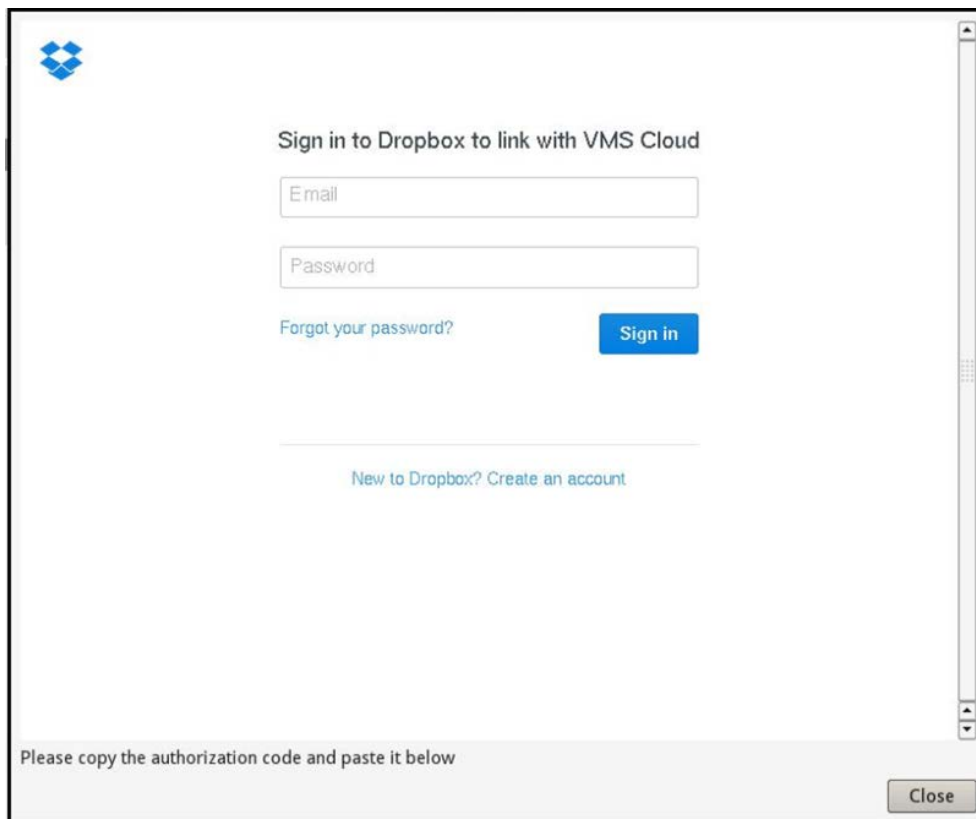 Sign in to Dropbox to link with VMS Cloud
Email
Password
Forgot your password?
Sign in
New to Dropbox? Create an account
Please copy the authorization code and paste it below
Close